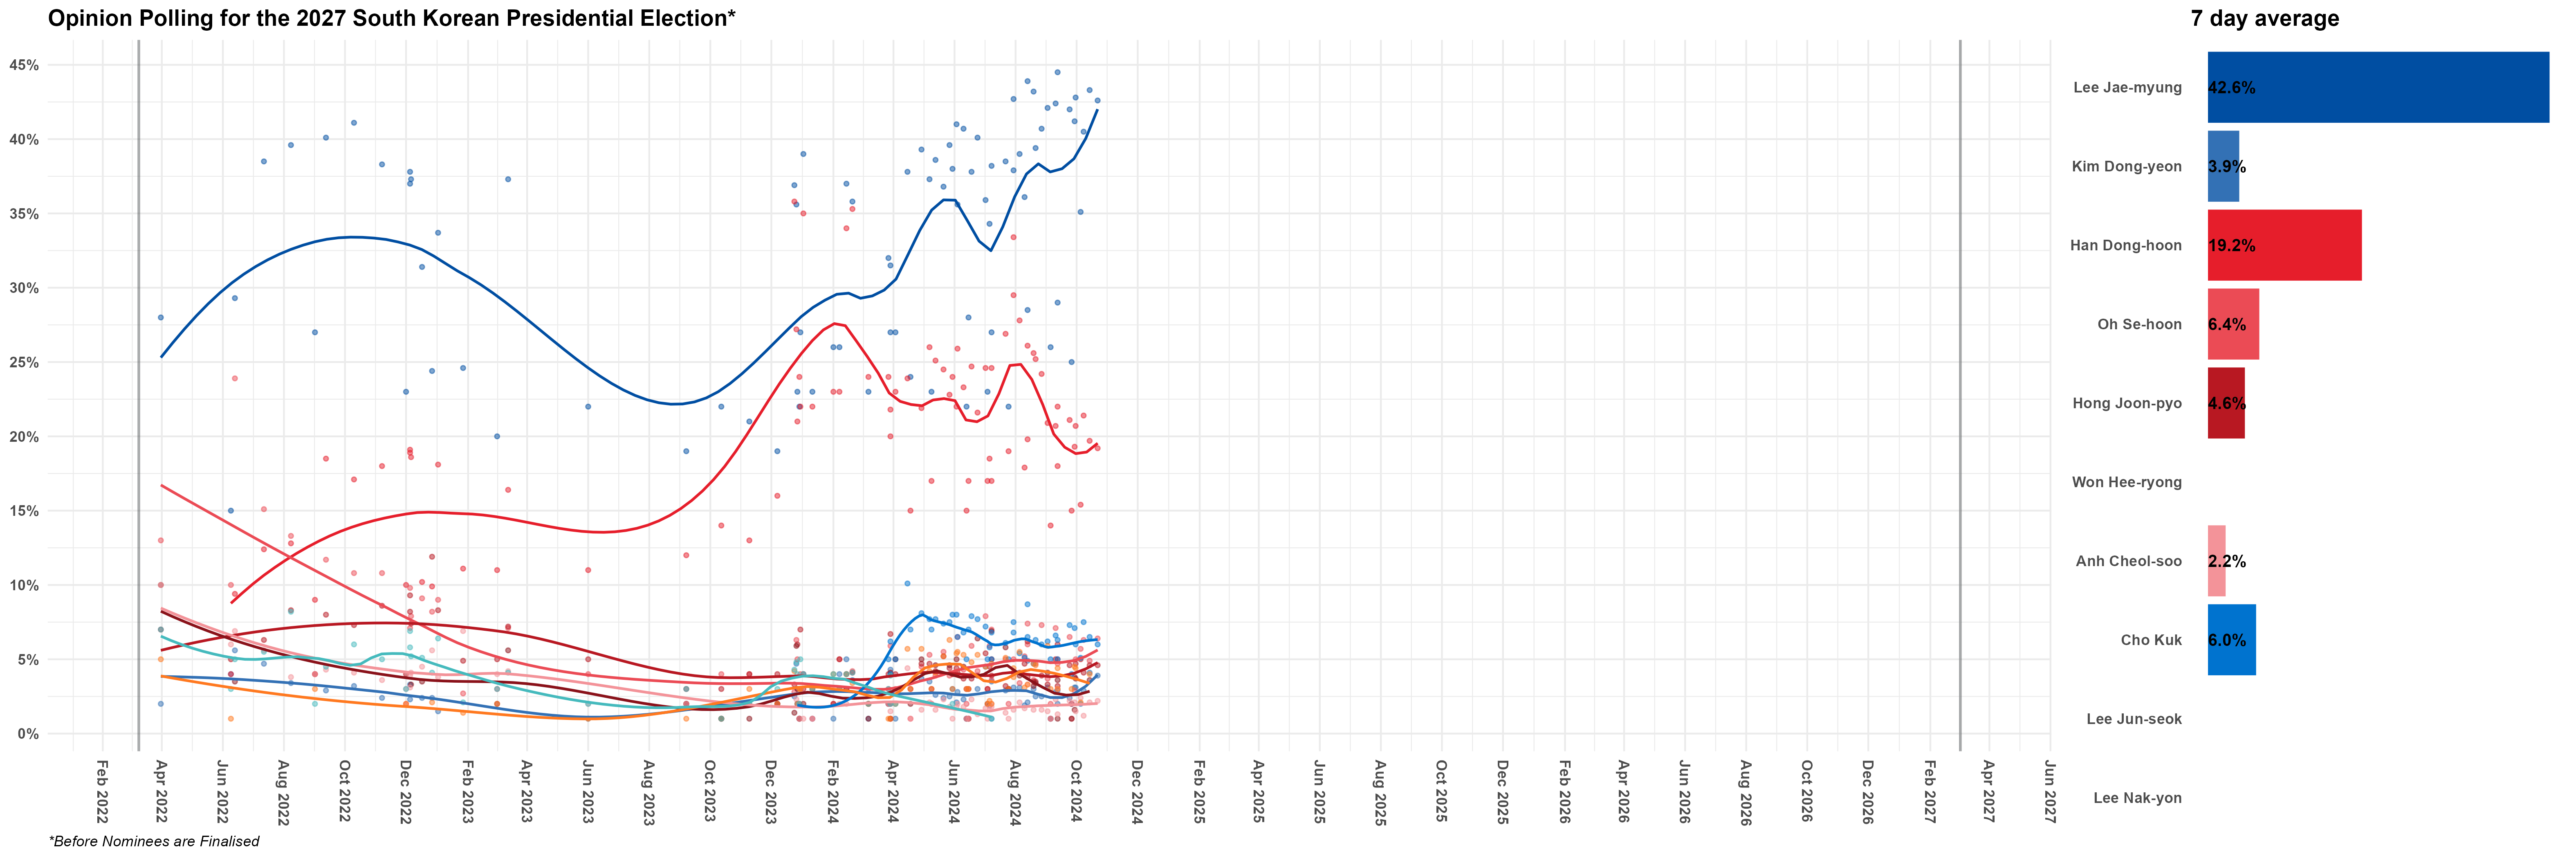 Opinion Polling for the 2027 South Korean Presidential Election*
7 day average
45%
40%
35%
30%
25%
20%
15%
10%
5%
0%
Feb 2022
Apr 2022
Jun 2022
Aug 2022
Oct 2022
Dec 2022
Feb 2023
Apr 2023
Jun 2023
Aug 2023
Oct 2023
Dec 2023
Feb 2024
Apr 2024
Jun 2024
Aug 2024
Oct 2024
Dec 2024
Feb 2025
Apr 2025
Jun 2025
Aug 2025
Oct 2025
Dec 2025
Feb 2026
Apr 2026
Jun 2026
Aug 2026
Oct 2026
Dec 2026
Feb 2027
Apr 2027
Jun 2027
*Before Nominees are Finalised
Lee Jae-myung 42.6%
Kim Dong-yeon 3.9%
Han Dong-hoon 19.2%
Oh Se-hoon 6.4%
Hong Joon-pyo 4.6%
Won Hee-ryong
Anh Cheol-soo 2.2%
Cho Kuk 6.0%
Lee Jun-seok
Lee Nak-yon